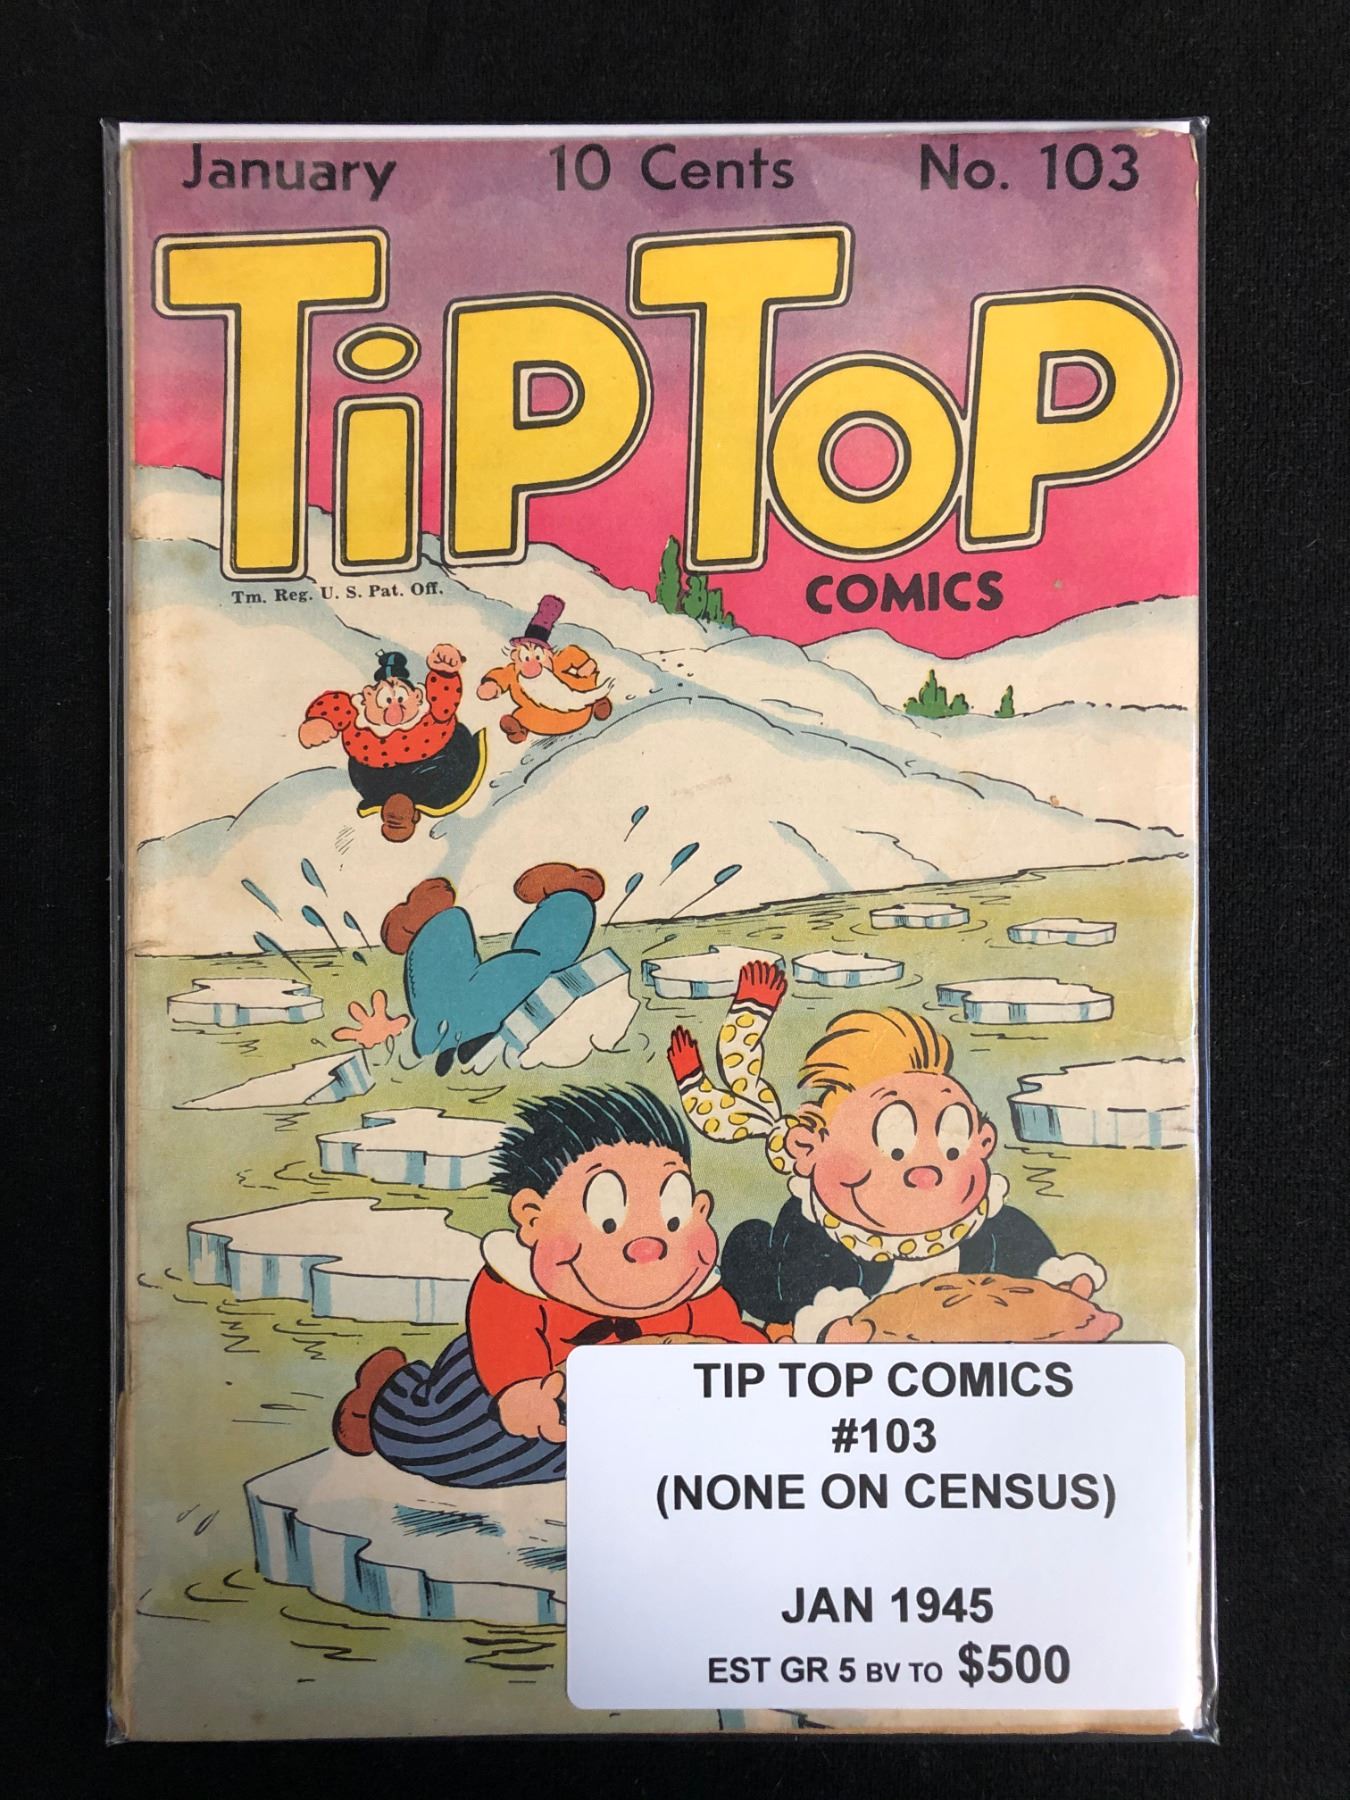 January 10 Cents No. 103
TiP ToP
COMICS
Tm. Reg. U. S. Pat. Off.
TIP TOP COMICS
#103
(NONE ON CENSUS)
JAN 1945
EST GR 5 BV TO $500